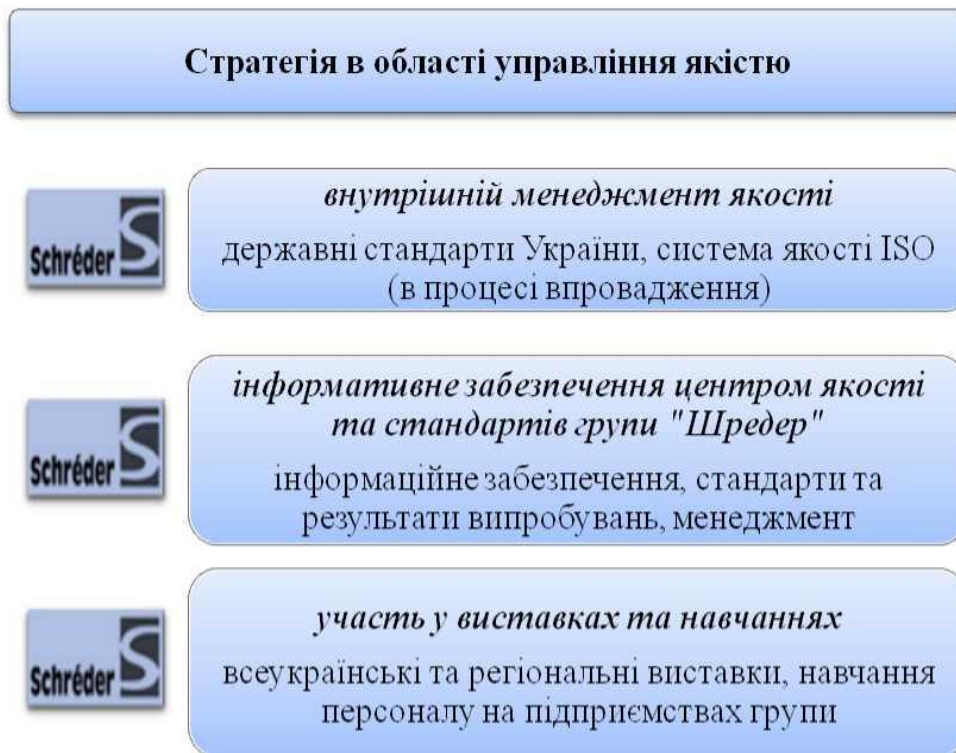 Стратегія в області управління якістю
Schréder
внутрішній менеджмент якості
державні стандарти України, система якості ISO
(в процесі впровадження)
Schréder
інформативне забезпечення центром якості
та стандартів групи "Шредер"
інформаційне забезпечення, стандарти та
результати випробувань, менеджмент
Schréder
участь у виставках та навчаннях
всеукраїнські та регіональні виставки, навчання
персоналу на підприємствах групи